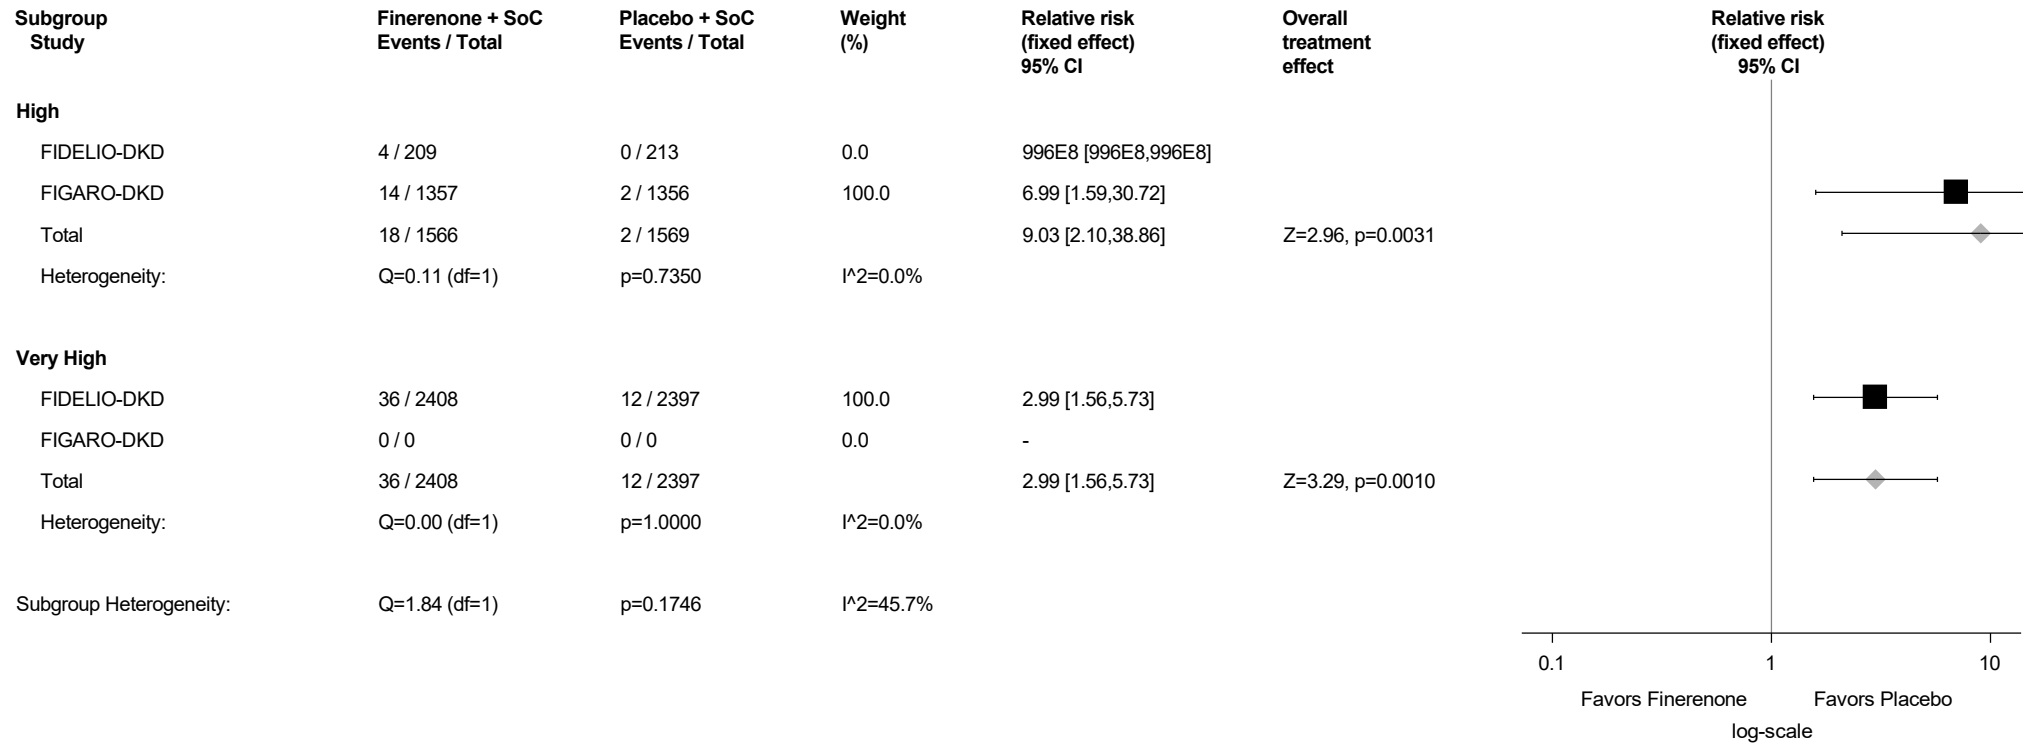 Subgroup Finerenone + SoC Placebo + SoC Weight Relative risk Overall Relative risk
Study Events / Total Events / Total (%) (fixed effect) treatment (fixed effect)
95% CI effect 95% CI
High
FIDELIO-DKD 4 / 209 0 / 213 0.0 996E8 [996E8,996E8]
FIGARO-DKD 14 / 1357 2 / 1356 100.0 6.99 [1.59,30.72]
Total 18 / 1566 2 / 1569 9.03 [2.10,38.86] Z=2.96, p=0.0031
Heterogeneity: Q=0.11 (df=1) p=0.7350 I^2=0.0%
Very High
FIDELIO-DKD 36 / 2408 12 / 2397 100.0 2.99 [1.56,5.73]
FIGARO-DKD 0 / 0 0 / 0 0.0 -
Total 36 / 2408 12 / 2397 2.99 [1.56,5.73] Z=3.29, p=0.0010
Heterogeneity: Q=0.00 (df=1) p=1.0000 I^2=0.0%
Subgroup Heterogeneity: Q=1.84 (df=1) p=0.1746 I^2=45.7%
0.1 1 10
Favors Finerenone Favors Placebo
log-scale